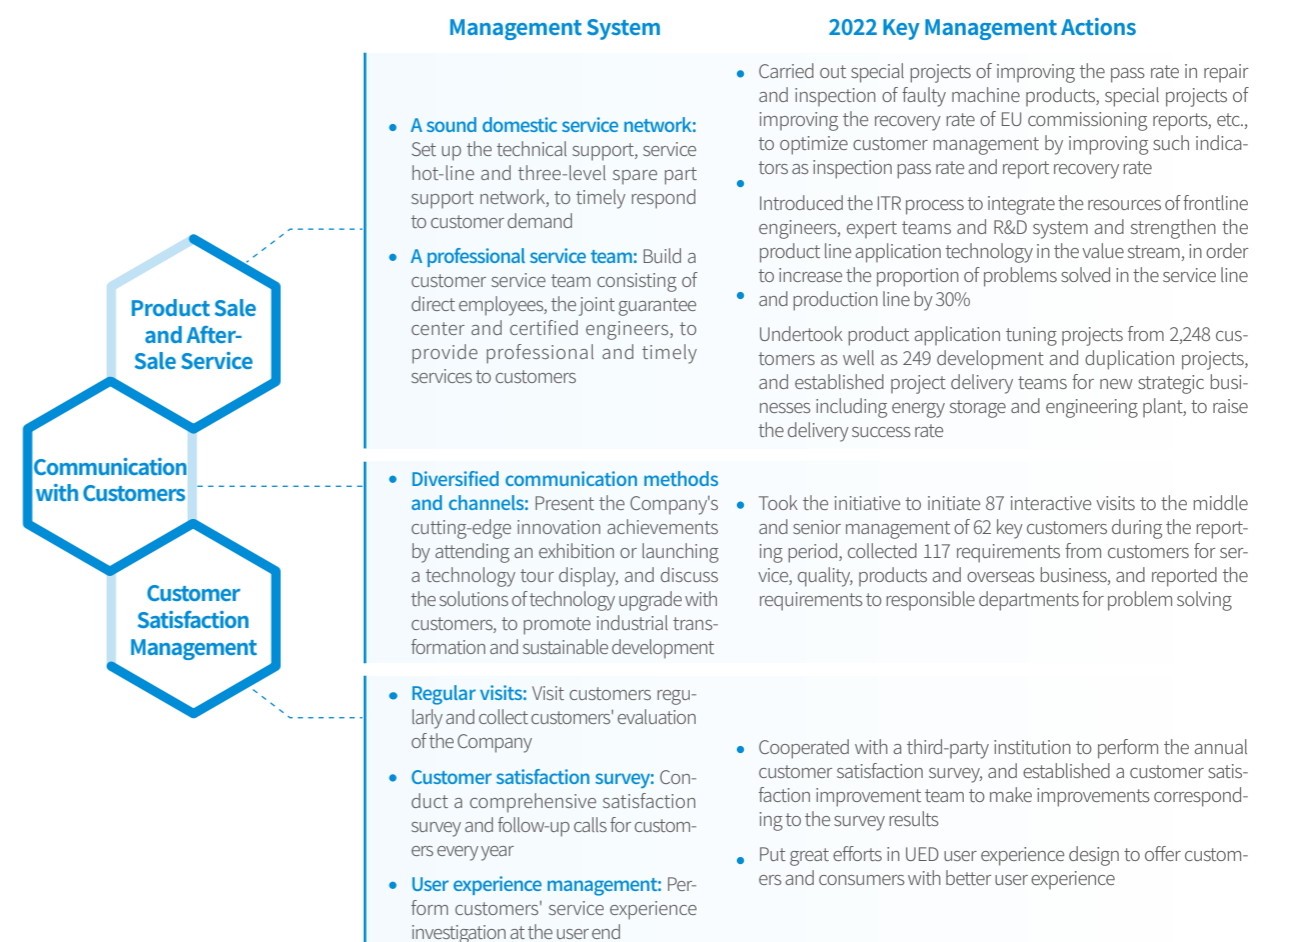 Management System
2022 Key Management Actions
Product Sale
and After-
Sale Service
• A sound domestic service network:
Set up the technical support, service
hot-line and three-level spare part
support network, to timely respond
to customer demand
• A professional service team: Build a
customer service team consisting of
direct employees, the joint guarantee
center and certified engineers, to
provide professional and timely
services to customers
• Carried out special projects of improving the pass rate in repair
and inspection of faulty machine products, special projects of
improving the recovery rate of EU commissioning reports, etc.,
to optimize customer management by improving such indica-
tors as inspection pass rate and report recovery rate
• Introduced the ITR process to integrate the resources of frontline
engineers, expert teams and R&D system and strengthen the
product line application technology in the value stream, in order
to increase the proportion of problems solved in the service line
and production line by 30%
• Undertook product application tuning projects from 2,248 cus-
tomers as well as 249 development and duplication projects,
and established project delivery teams for new strategic busi-
nesses including energy storage and engineering plant, to raise
the delivery success rate
Communication
with Customers
• Diversified communication methods
and channels: Present the Company's
cutting-edge innovation achievements
by attending an exhibition or launching
a technology tour display, and discuss
the solutions of technology upgrade with
customers, to promote industrial trans-
formation and sustainable development
• Took the initiative to initiate 87 interactive visits to the middle
and senior management of 62 key customers during the report-
ing period, collected 117 requirements from customers for ser-
vice, quality, products and overseas business, and reported the
requirements to responsible departments for problem solving
Customer
Satisfaction
Management
• Regular visits: Visit customers regu-
larly and collect customers' evaluation
of the Company
• Customer satisfaction survey: Con-
duct a comprehensive satisfaction
survey and follow-up calls for custom-
ers every year
• User experience management: Per-
form customers' service experience
investigation at the user end
• Cooperated with a third-party institution to perform the annual
customer satisfaction survey, and established a customer satis-
faction improvement team to make improvements correspond-
ing to the survey results
• Put great efforts in UED user experience design to offer custom-
ers and consumers with better user experience